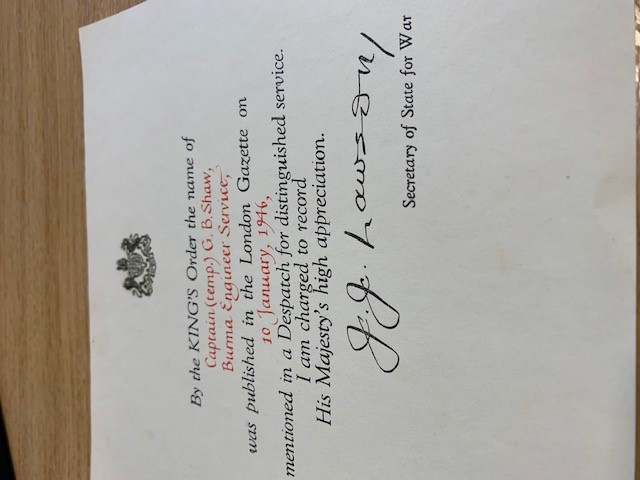 By the KING'S Order the name of
Captain (temp.) G. B. Shaw,
Burma Engineer Service,
was published in the London Gazette on
10 January, 1946,
mentioned in a Despatch for distinguished service.
I am charged to record
His Majesty's high appreciation.
J. J. Lawson
Secretary of State for War